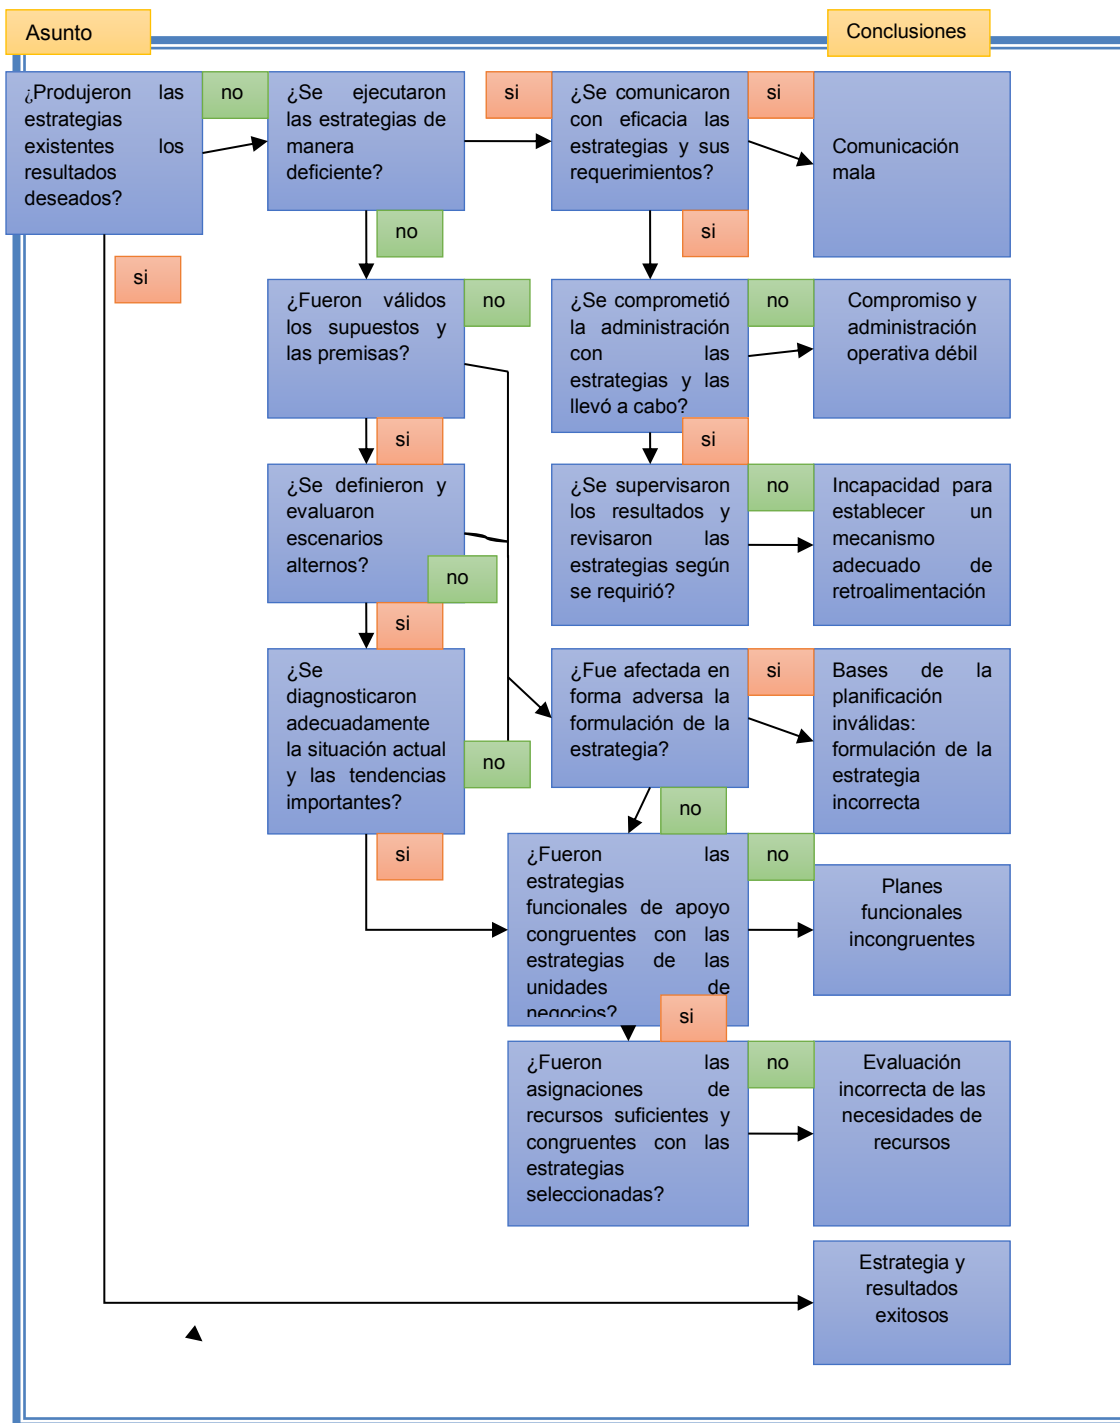 Asunto
Conclusiones
¿Produjeron las
estrategias
existentes los
resultados
deseados?
no
¿Se ejecutaron
las estrategias de
manera
deficiente?
si
¿Se comunicaron
con eficacia las
estrategias y sus
requerimientos?
si
Comunicación
mala
no
si
si
¿Fueron válidos
los supuestos y
las premisas?
no
¿Se comprometió
la administración
con las
estrategias y las
llevó a cabo?
no
Compromiso y
administración
operativa débil
si
si
¿Se definieron y
evaluaron
escenarios
alternos?
no
¿Se supervisaron
los resultados y
revisaron las
estrategias según
se requirió?
no
Incapacidad para
establecer un
mecanismo
adecuado de
retroalimentación
si
¿Se
diagnosticaron
adecuadamente
la situación actual
y las tendencias
importantes?
no
¿Fue afectada en
forma adversa la
formulación de la
estrategia?
si
Bases de la
planificación
inválidas:
formulación de la
estrategia
incorrecta
no
si
¿Fueron las
estrategias
funcionales de apoyo
congruentes con las
estrategias de las
unidades de
negocios?
no
Planes
funcionales
incongruentes
si
¿Fueron las
asignaciones de
recursos suficientes y
congruentes con las
estrategias
seleccionadas?
no
Evaluación
incorrecta de las
necesidades de
recursos
Estrategia y
resultados
exitosos